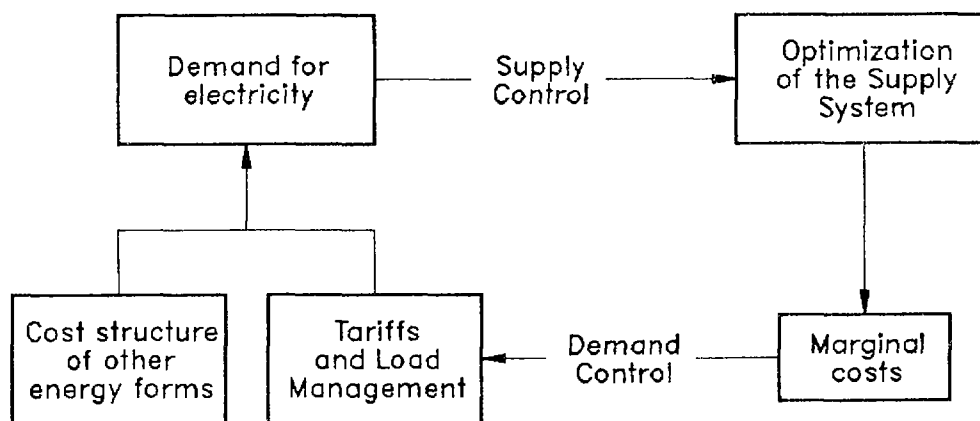 Demand for
electricity
Supply
Control
Optimization
of the Supply
System
Cost structure
of other
energy forms
Tariffs
and Load
Management
Demand
Control
Marginal
costs